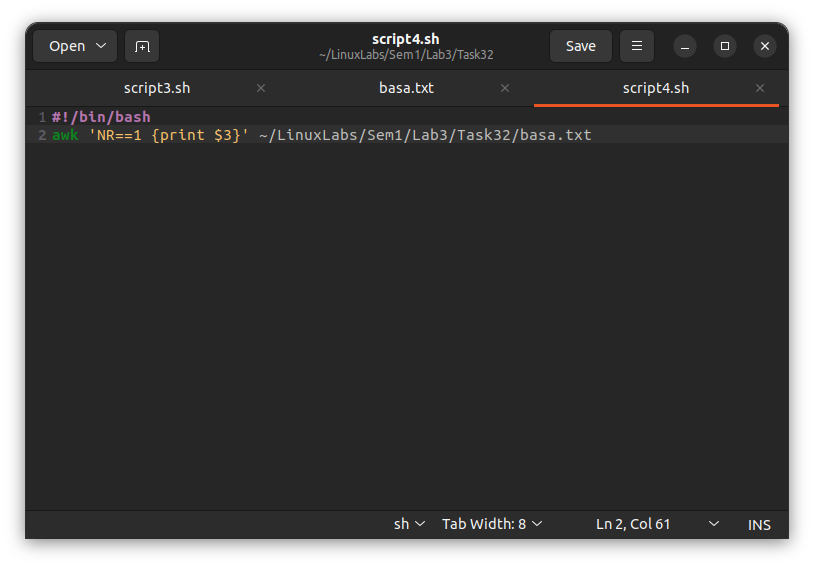 Open
script4.sh
~/LinuxLabs/Sem1/Lab3/Task32
Save
script3.sh
basa.txt
script4.sh
1 #!/bin/bash
2 awk 'NR==1 {print $3}' ~/LinuxLabs/Sem1/Lab3/Task32/basa.txt
sh Tab Width: 8 Ln 2, Col 61 INS